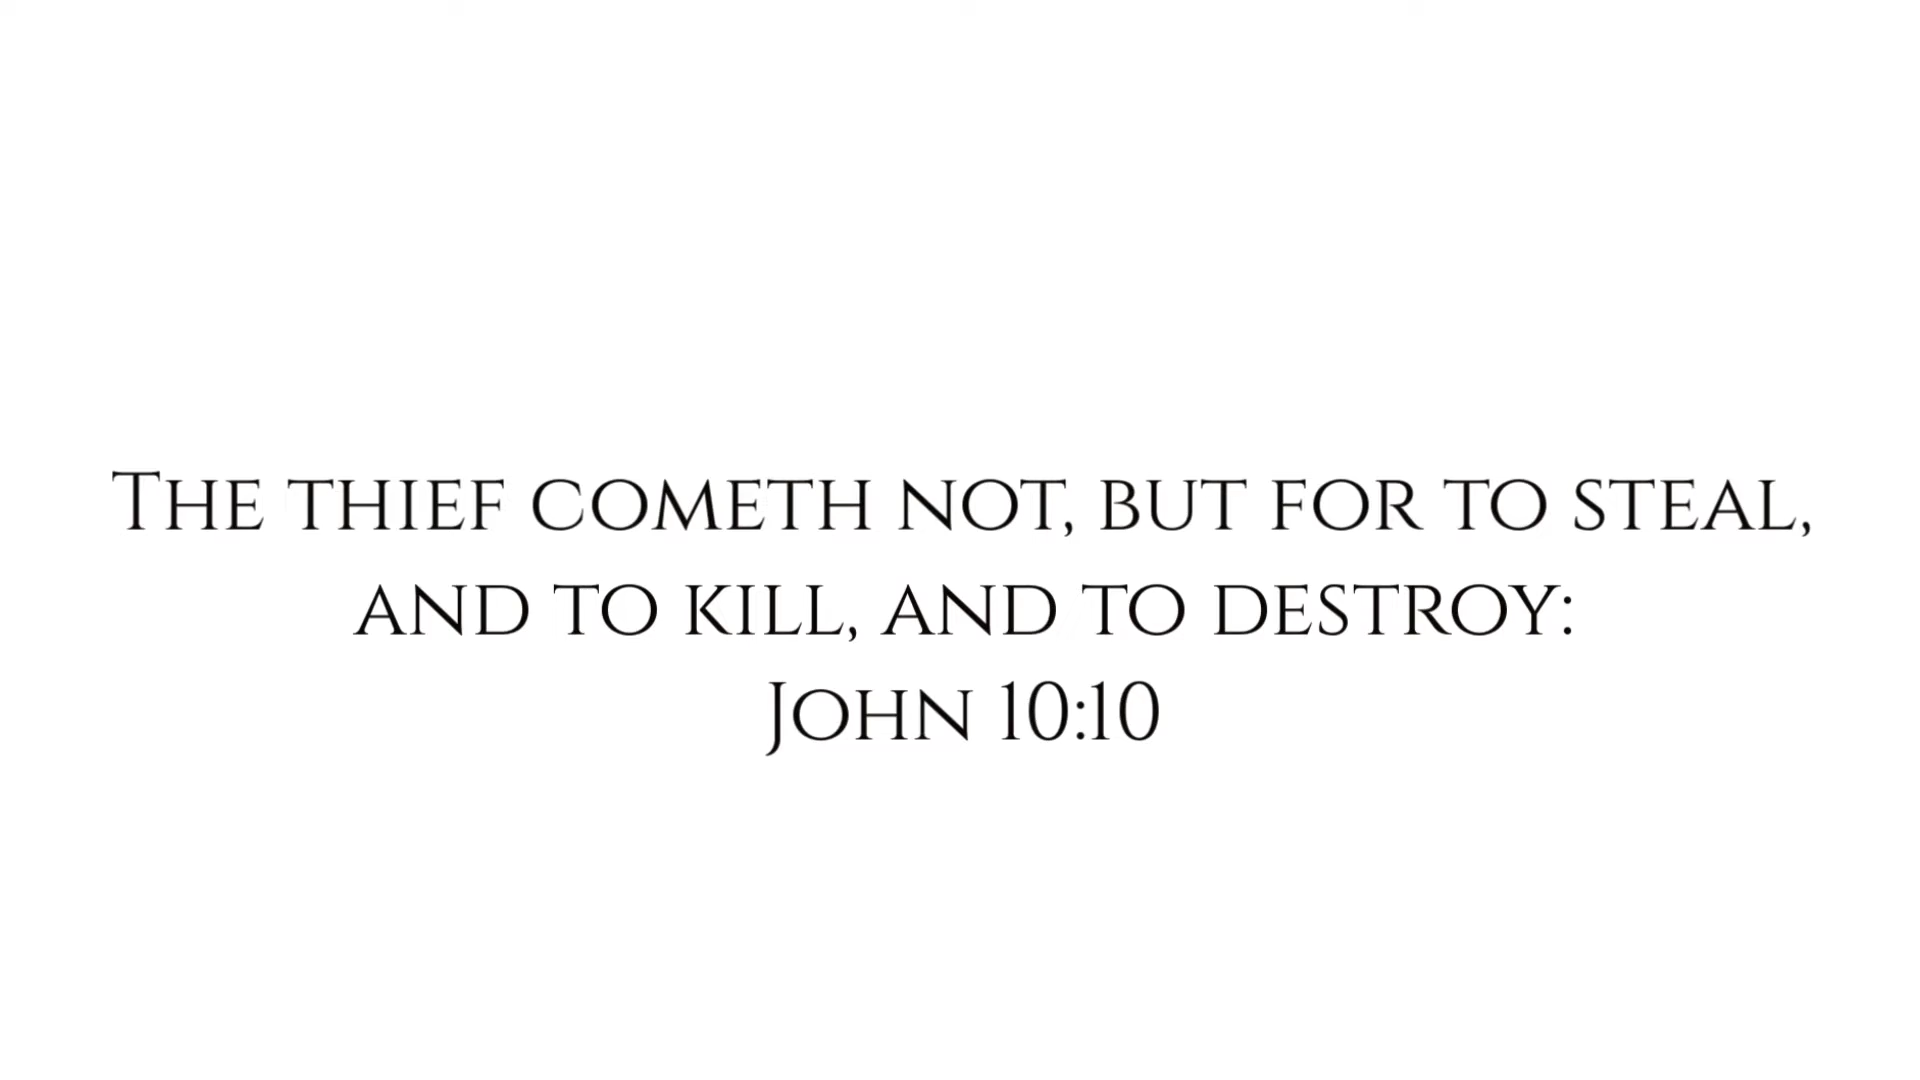 The thief cometh not, but for to steal,
and to kill, and to destroy:
John 10:10